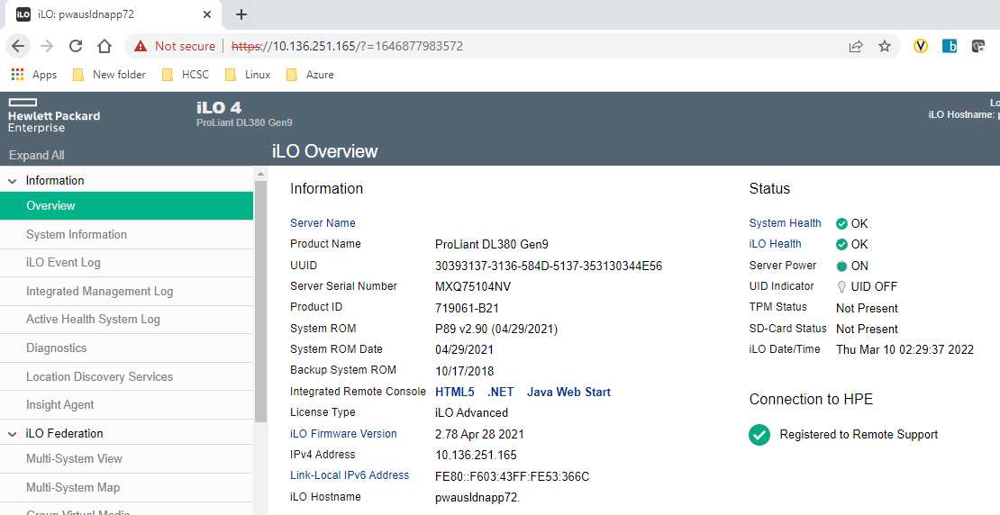 iLO: pwausldnapp72
Not secure https://10.136.251.165/?=1646877983572
Apps New folder HCSC Linux Azure
Hewlett Packard
Enterprise
iLO 4
ProLiant DL380 Gen9
Lo
iLO Hostname: p
Expand All
iLO Overview
Information
Overview
System Information
iLO Event Log
Integrated Management Log
Active Health System Log
Diagnostics
Location Discovery Services
Insight Agent
iLO Federation
Multi-System View
Multi-System Map
Group Virtual Media
Information
Server Name
Product Name ProLiant DL380 Gen9
UUID 30393137-3136-584D-5137-353130344E56
Server Serial Number MXQ75104NV
Product ID 719061-B21
System ROM P89 v2.90 (04/29/2021)
System ROM Date 04/29/2021
Backup System ROM 10/17/2018
Integrated Remote Console HTML5 .NET Java Web Start
License Type iLO Advanced
iLO Firmware Version 2.78 Apr 28 2021
IPv4 Address 10.136.251.165
Link-Local IPv6 Address FE80::F603:43FF:FE53:366C
iLO Hostname pwausldnapp72.
Status
System Health OK
iLO Health OK
Server Power ON
UID Indicator UID OFF
TPM Status Not Present
SD-Card Status Not Present
iLO Date/Time Thu Mar 10 02:29:37 2022
Connection to HPE
Registered to Remote Support